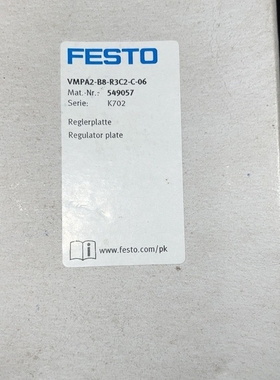 FESTO
VMPA2-B8-R3C2-C-06
Mat.-Nr.: 549057
Serie: K702
Reglerplatte
Regulator plate
www.festo.com/pk